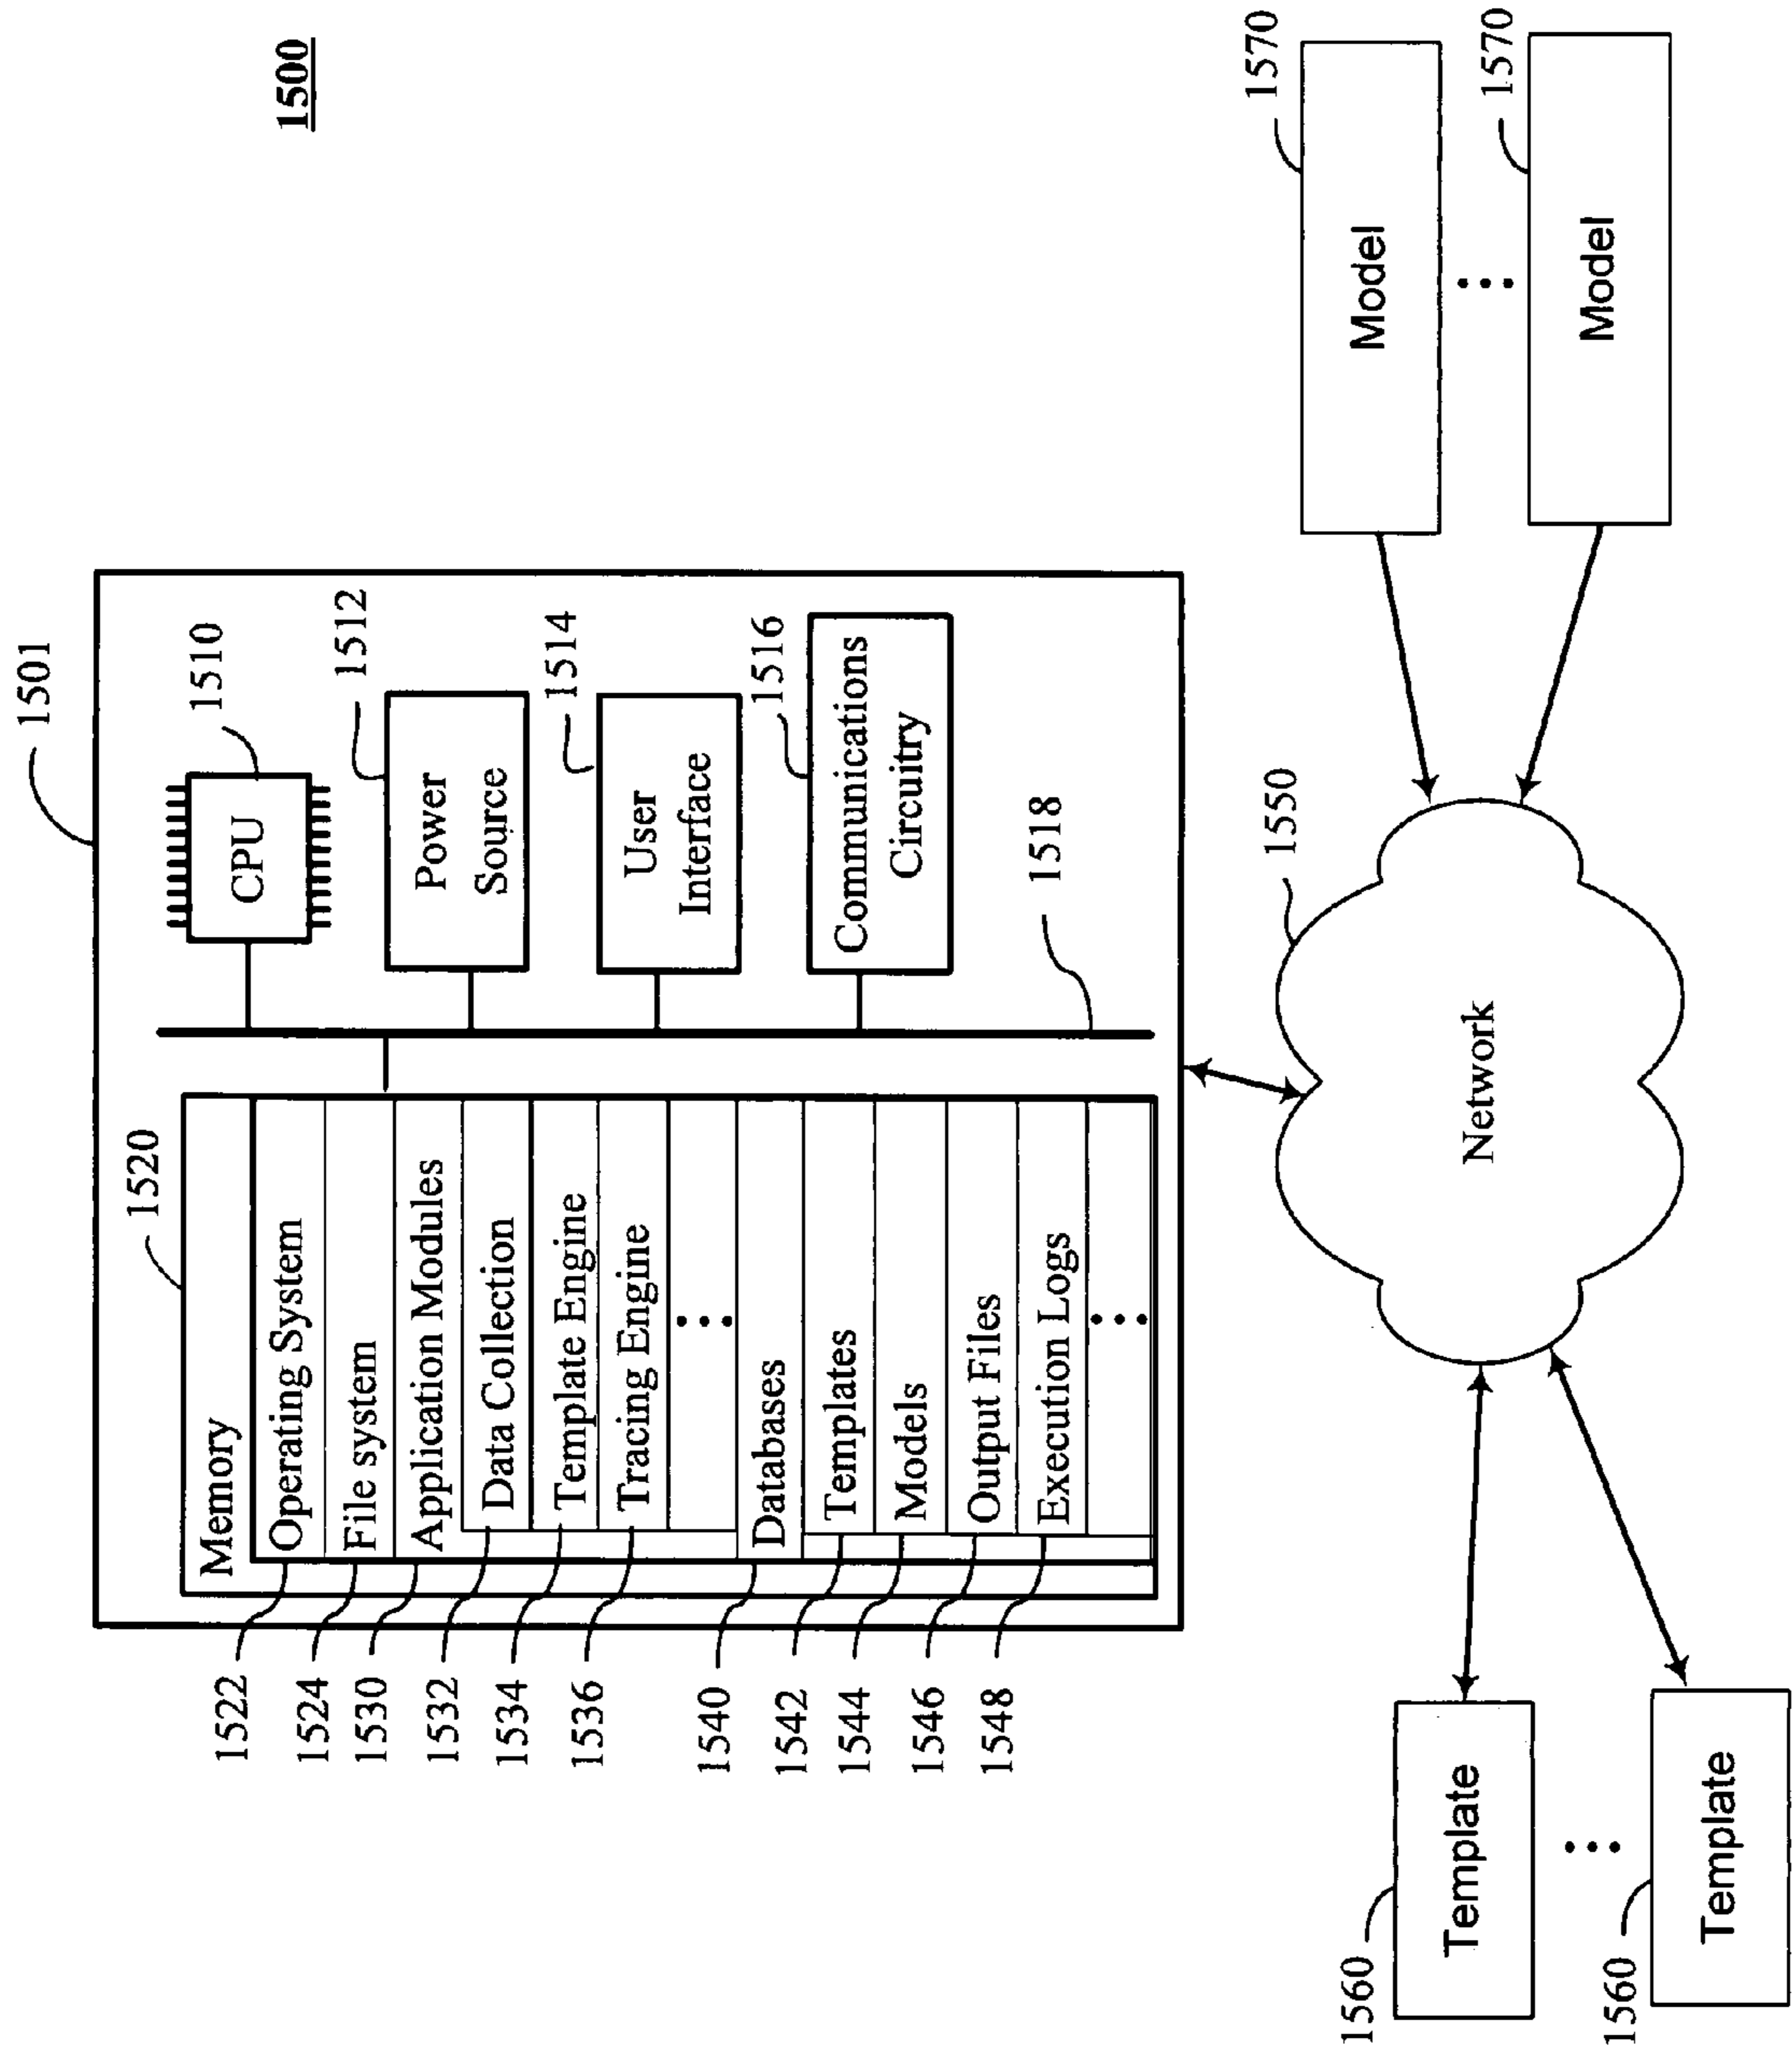 1500
1501
1520
Memory
Operating System
File system
Application Modules
Data Collection
Template Engine
Tracing Engine
Databases
Templates
Models
Output Files
Execution Logs
1522
1524
1530
1532
1534
1536
1540
1542
1544
1546
1548
CPU
1510
Power
Source
1512
User
Interface
1514
Communications
Circuitry
1516
1518
Network
1550
Template
1560
Template
1560
Model
1570
Model
1570